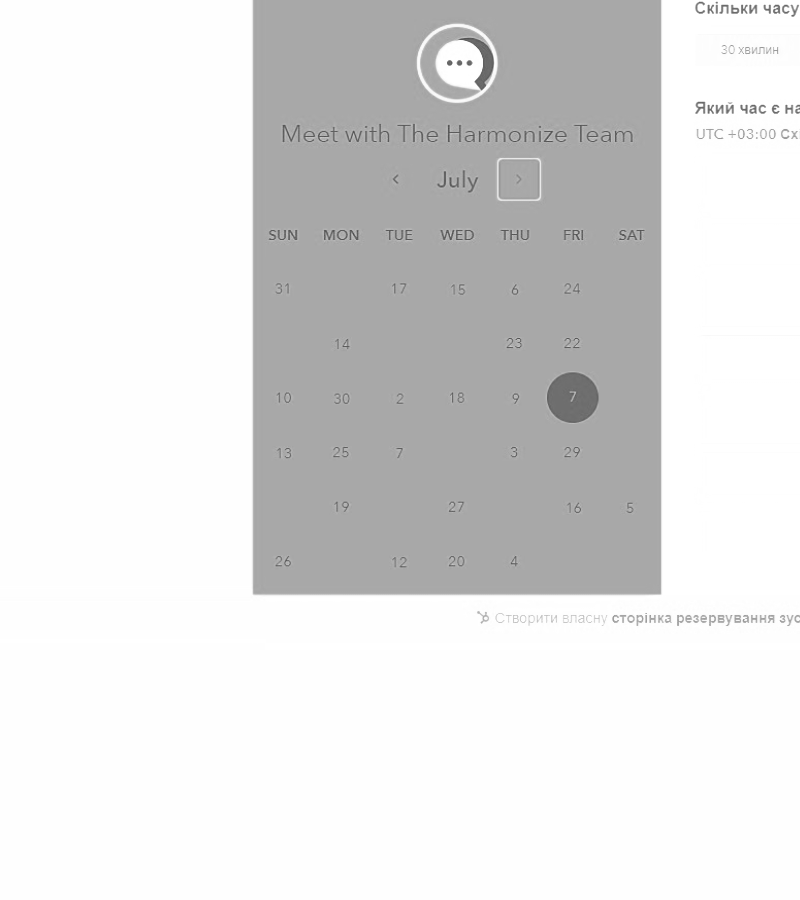 Скільки часу
30 хвилин
Meet with The Harmonize Team
Який час є на
UTC +03:00 Сх
July
SUN MON TUE WED THU FRI SAT
31 17 15 6 24
14 23 22
10 30 2 18 9 7
13 25 7 3 29
19 27 16 5
26 12 20 4
Створити власну сторінка резервування зус